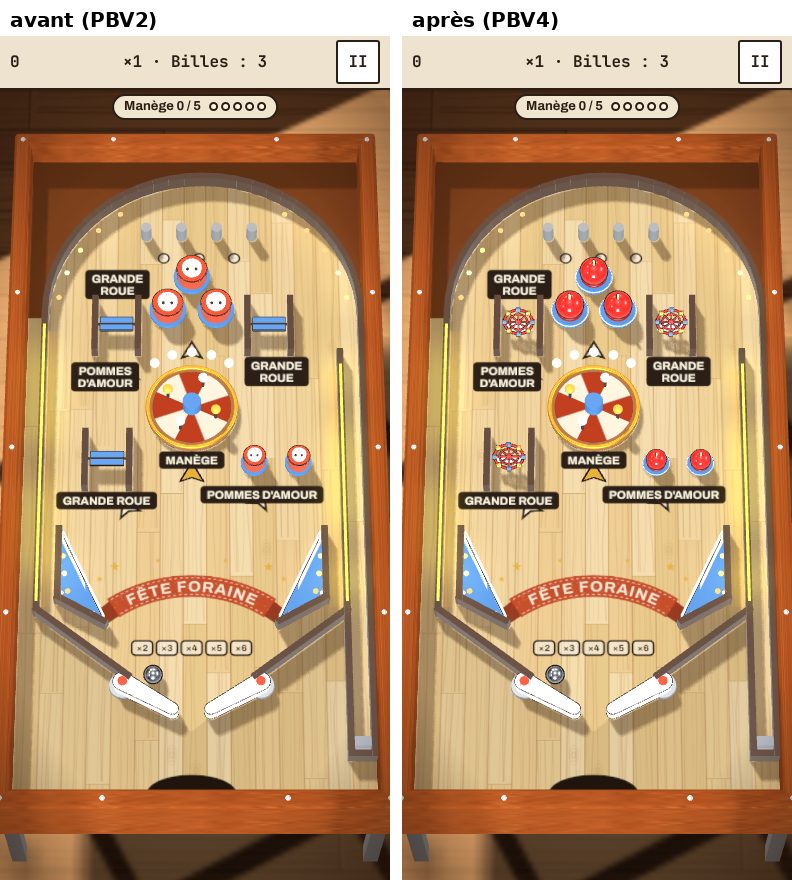 avant (PBV2)
0 ×1 · Billes : 3 II
Manège 0 / 5
GRANDE
ROUE
POMMES
D'AMOUR
GRANDE
ROUE
MANÈGE
GRANDE ROUE
POMMES D'AMOUR
FÊTE FORAINE
×2 ×3 ×4 ×5 ×6
après (PBV4)
0 ×1 · Billes : 3 II
Manège 0 / 5
GRANDE
ROUE
POMMES
D'AMOUR
GRANDE
ROUE
MANÈGE
GRANDE ROUE
POMMES D'AMOUR
FÊTE FORAINE
×2 ×3 ×4 ×5 ×6